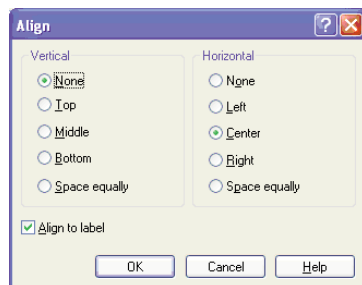 Align
Vertical
None
Top
Middle
Bottom
Space equally
Horizontal
None
Left
Center
Right
Space equally
Align to label
OK
Cancel
Help